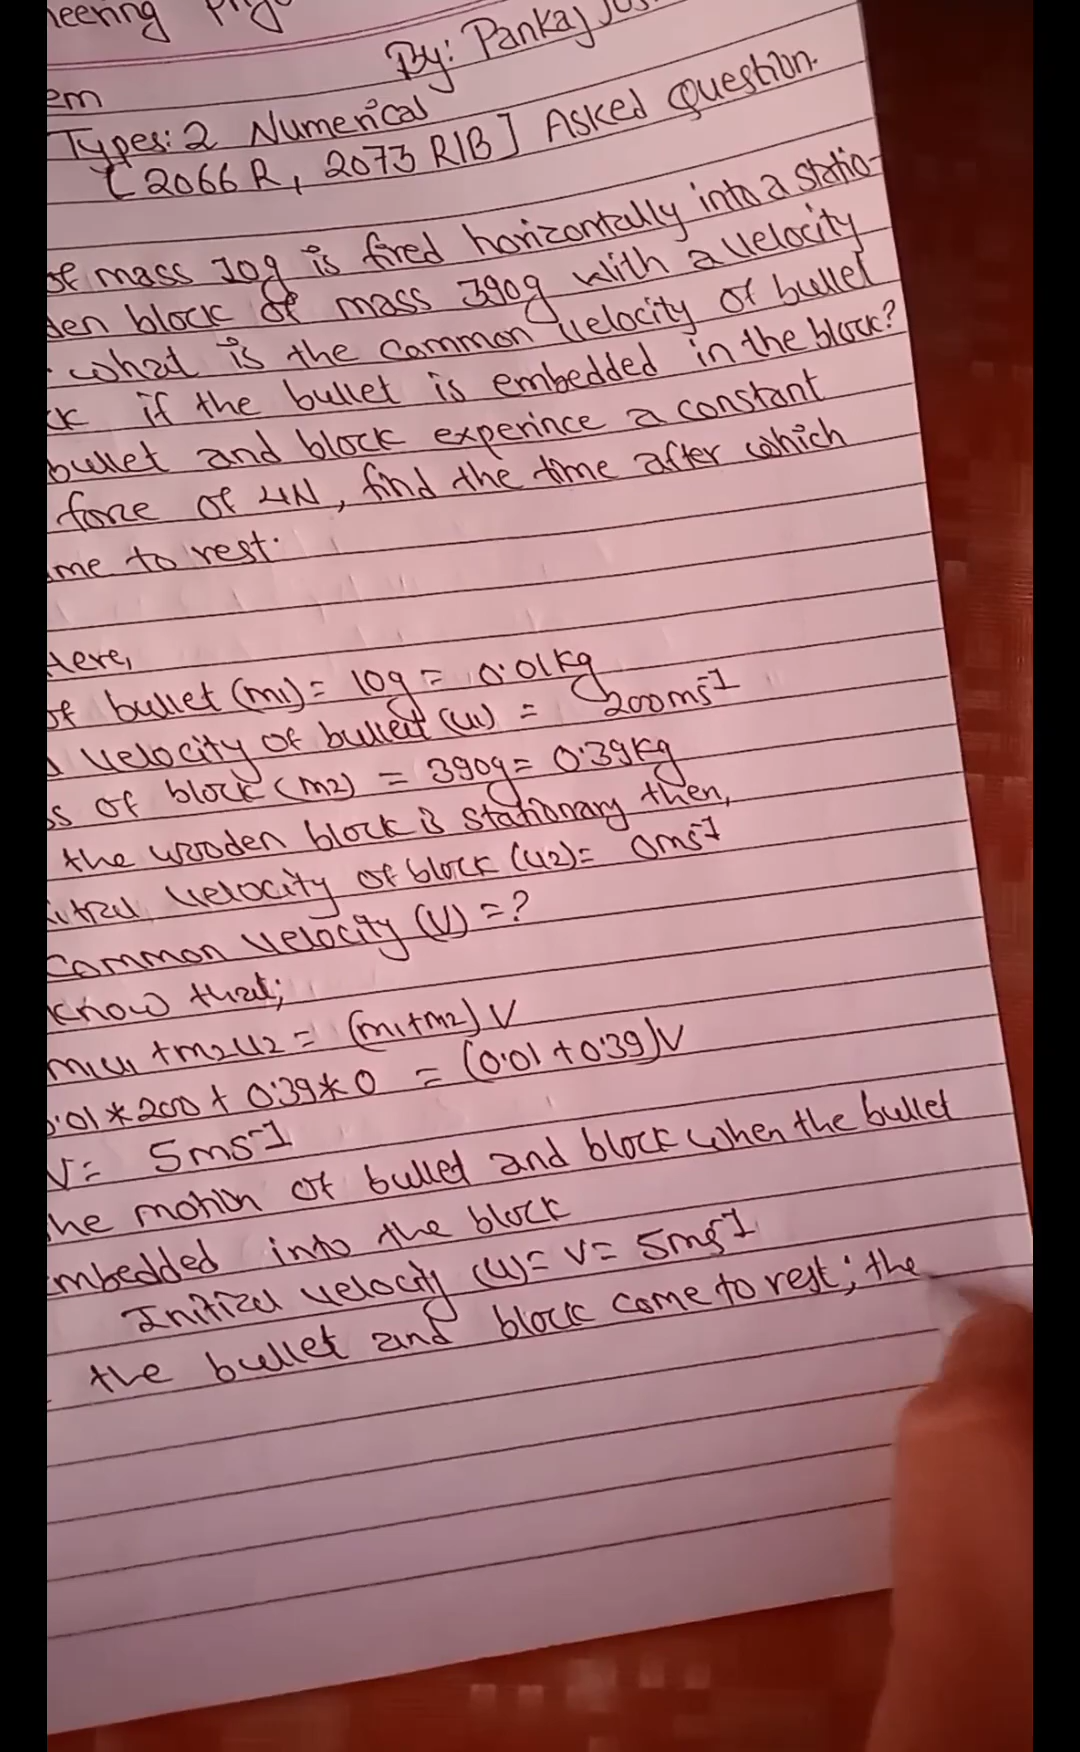 By: Pankaj
Types: 2 Numerical
[2066 R, 2073 RIB] Asked Question.
of mass 10g is fired horizontally into a statio-
den block of mass 390g with a velocity
. what is the common velocity of bullet
ck if the bullet is embedded in the block?
bullet and block experince a constant
force of 4N, find the time after which
me to rest.
Here,
of bullet (m1) = 10g = 0.01kg
velocity of bullet (u1) = 200ms-1
ss of block (m2) = 390g = 0.39kg
the wooden block is stationary then,
itial velocity of block (u2) = 0ms-1
Common velocity (V) = ?
know that;
m1u1 + m2u2 = (m1+m2) V
0.01*200 + 0.39*0 = (0.01 + 0.39)V
V = 5ms-1
he motion of bullet and block when the bullet
mbedded into the block
Initial velocity (u) = V = 5ms-1
the bullet and block come to rest; the